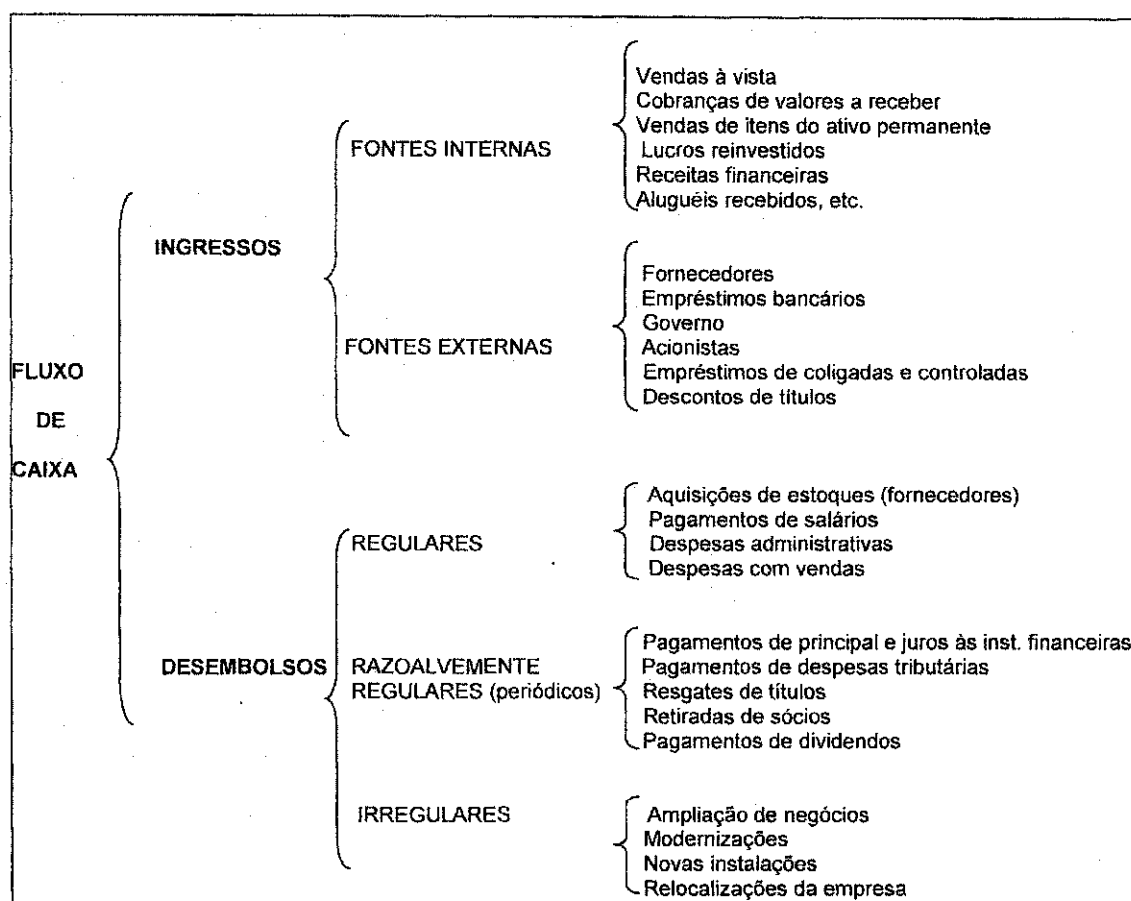 FLUXO
DE
CAIXA
INGRESSOS
FONTES INTERNAS
Vendas à vista
Cobranças de valores a receber
Vendas de itens do ativo permanente
Lucros reinvestidos
Receitas financeiras
Aluguéis recebidos, etc.
FONTES EXTERNAS
Fornecedores
Empréstimos bancários
Governo
Acionistas
Empréstimos de coligadas e controladas
Descontos de títulos
DESEMBOLSOS
REGULARES
Aquisições de estoques (fornecedores)
Pagamentos de salários
Despesas administrativas
Despesas com vendas
RAZOALVEMENTE
REGULARES (periódicos)
Pagamentos de principal e juros às inst. financeiras
Pagamentos de despesas tributárias
Resgates de títulos
Retiradas de sócios
Pagamentos de dividendos
IRREGULARES
Ampliação de negócios
Modernizações
Novas instalações
Relocalizações da empresa